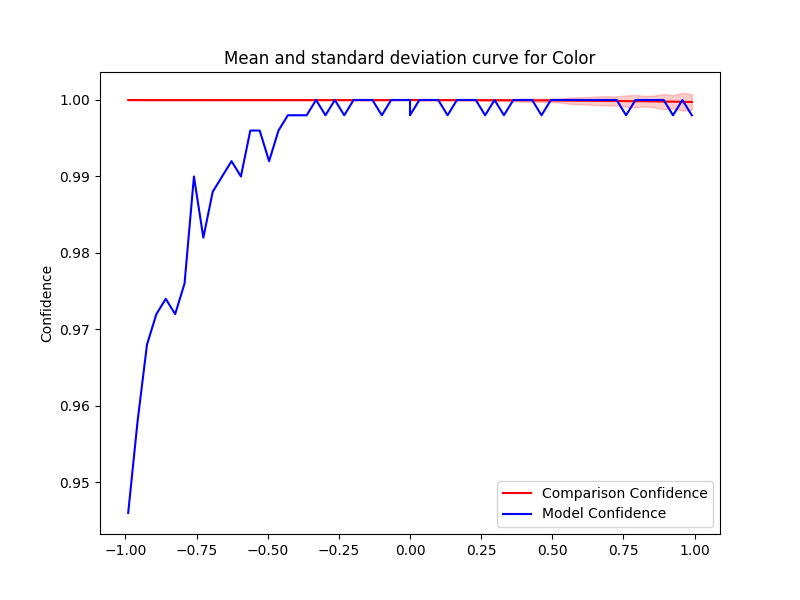 Mean and standard deviation curve for Color
Confidence
1.00
0.99
0.98
0.97
0.96
0.95
−1.00 −0.75 −0.50 −0.25 0.00 0.25 0.50 0.75 1.00
Comparison Confidence
Model Confidence